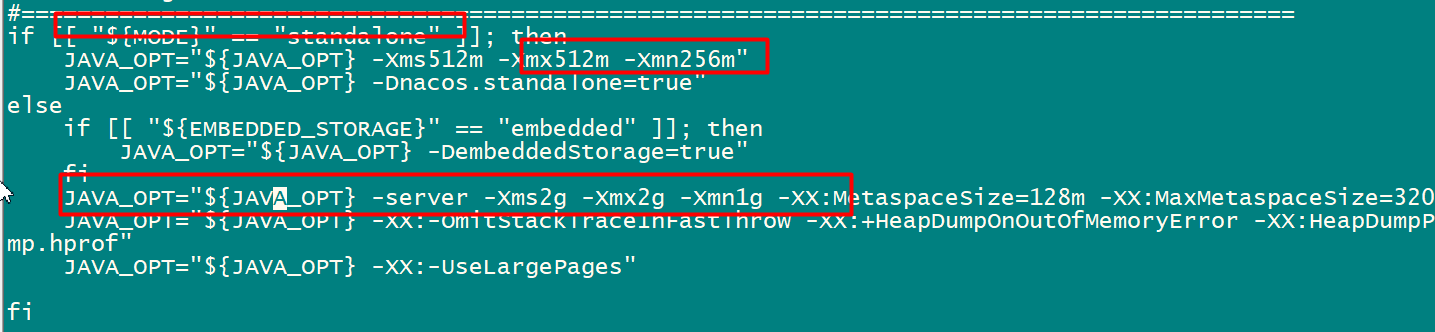 #=========================================================================================
if [[ "${MODE}" == "standalone" ]]; then
    JAVA_OPT="${JAVA_OPT} -Xms512m -Xmx512m -Xmn256m"
    JAVA_OPT="${JAVA_OPT} -Dnacos.standalone=true"
else
    if [[ "${EMBEDDED_STORAGE}" == "embedded" ]]; then
        JAVA_OPT="${JAVA_OPT} -DembeddedStorage=true"
    fi
    JAVA_OPT="${JAVA_OPT} -server -Xms2g -Xmx2g -Xmn1g -XX:MetaspaceSize=128m -XX:MaxMetaspaceSize=320
    JAVA_OPT="${JAVA_OPT} -XX:-OmitStackTraceInFastThrow -XX:+HeapDumpOnOutOfMemoryError -XX:HeapDumpP
mp.hprof"
    JAVA_OPT="${JAVA_OPT} -XX:-UseLargePages"
fi